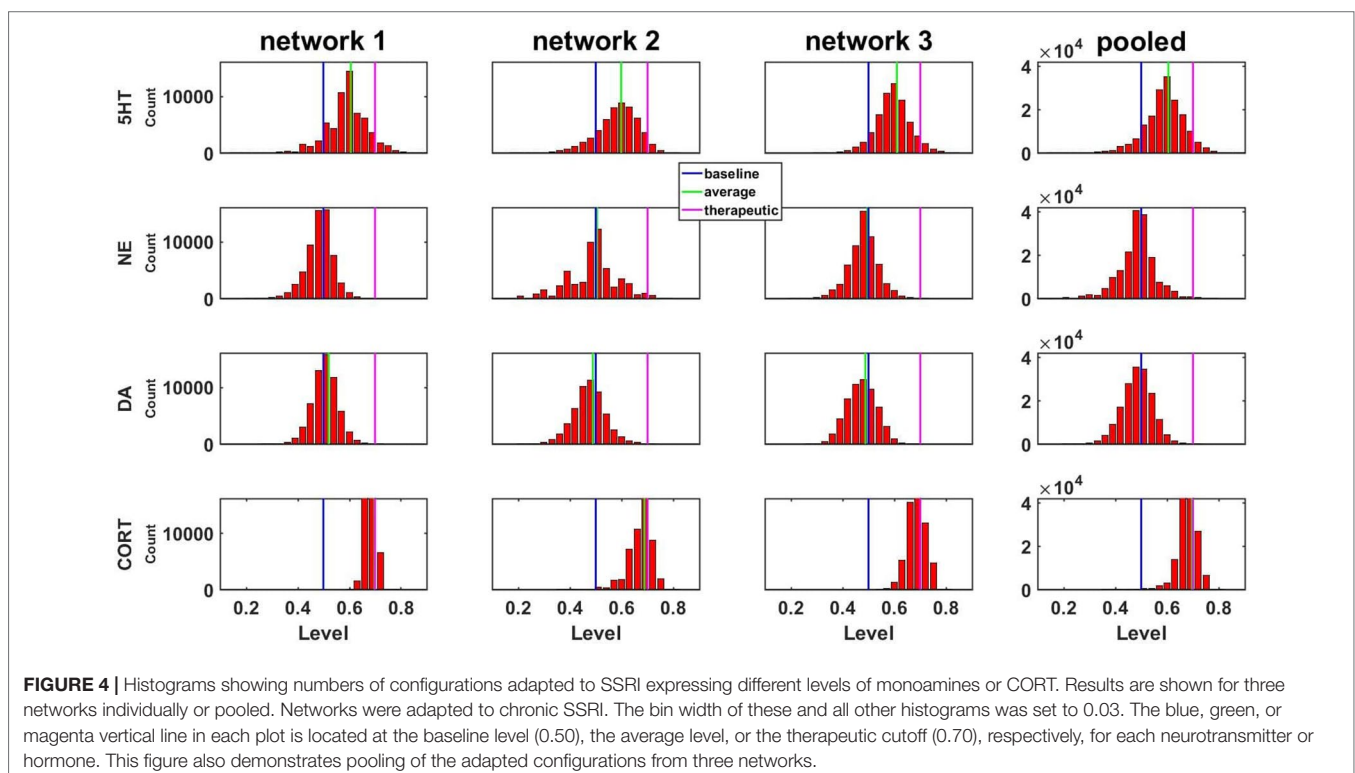 network 1 network 2 network 3 pooled
×10⁴
5HT
Count
10000
0
4
2
0
baseline
average
therapeutic
×10⁴
NE
Count
10000
0
4
2
0
×10⁴
DA
Count
10000
0
4
2
0
×10⁴
CORT
Count
10000
0
4
2
0
0.2 0.4 0.6 0.8 0.2 0.4 0.6 0.8 0.2 0.4 0.6 0.8 0.2 0.4 0.6 0.8
Level Level Level Level
FIGURE 4 | Histograms showing numbers of configurations adapted to SSRI expressing different levels of monoamines or CORT. Results are shown for three
networks individually or pooled. Networks were adapted to chronic SSRI. The bin width of these and all other histograms was set to 0.03. The blue, green, or
magenta vertical line in each plot is located at the baseline level (0.50), the average level, or the therapeutic cutoff (0.70), respectively, for each neurotransmitter or
hormone. This figure also demonstrates pooling of the adapted configurations from three networks.